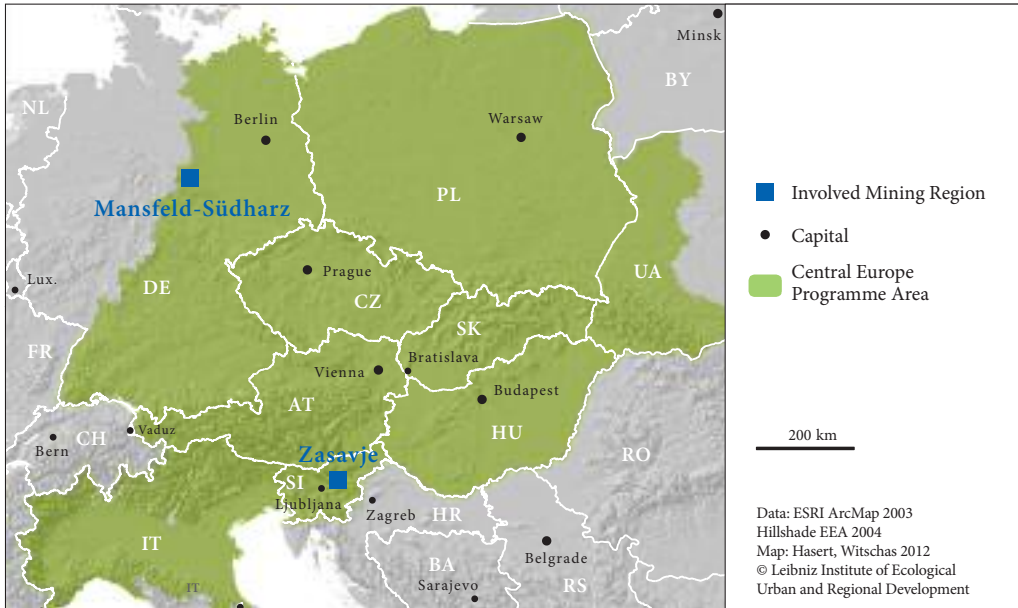 Minsk
BY
NL
Berlin
Warsaw
Mansfeld-Südharz
PL
Lux.
DE
Prague
CZ
UA
SK
FR
Vienna
Bratislava
Budapest
AT
HU
CH
Vaduz
Bern
Zasavje
RO
SI
Ljubljana
Zagreb
HR
IT
Belgrade
BA
Sarajevo
RS
IT
Involved Mining Region
Capital
Central Europe
Programme Area
200 km
Data: ESRI ArcMap 2003
Hillshade EEA 2004
Map: Hasert, Witschas 2012
© Leibniz Institute of Ecological
Urban and Regional Development